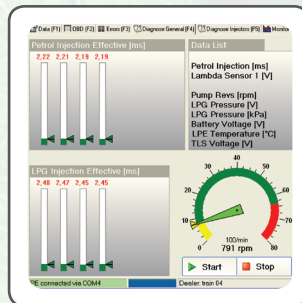 Data (F1) OBD (F2) Errors (F3) Diagnose General (F4) Diagnose Injectors (F5) Monito
Petrol Injection Effective [ms]
Data List
2,22 2,21 2,19 2,19
Petrol Injection [ms]
Lambda Sensor 1 [V]
Pump Revs [rpm]
LPG Pressure [V]
LPG Pressure [kPa]
Battery Voltage [V]
LPE Temperature [°C]
TLS Voltage [V]
LPG Injection Effective [ms]
2,48 2,47 2,45 2,45
10 20 30 40 50 60 70 80
100/min
791 rpm
Start Stop
PE connected via COM4
Dealer: train 04